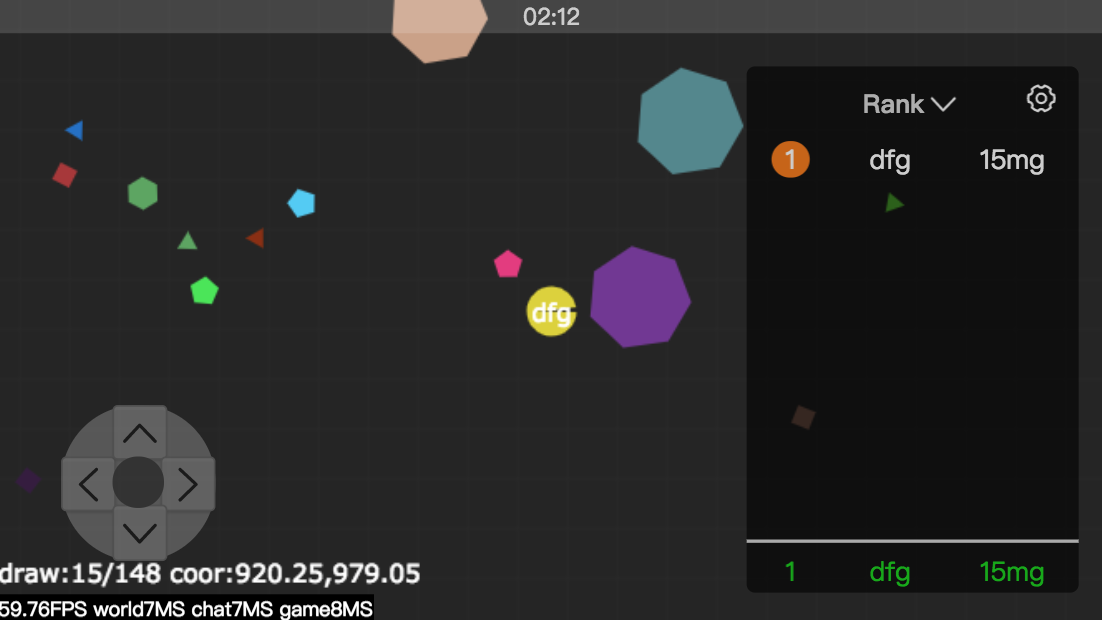 02:12
Rank
1 dfg 15mg
dfg
draw:15/148 coor:920.25,979.05
1 dfg 15mg
59.76FPS world7MS chat7MS game8MS